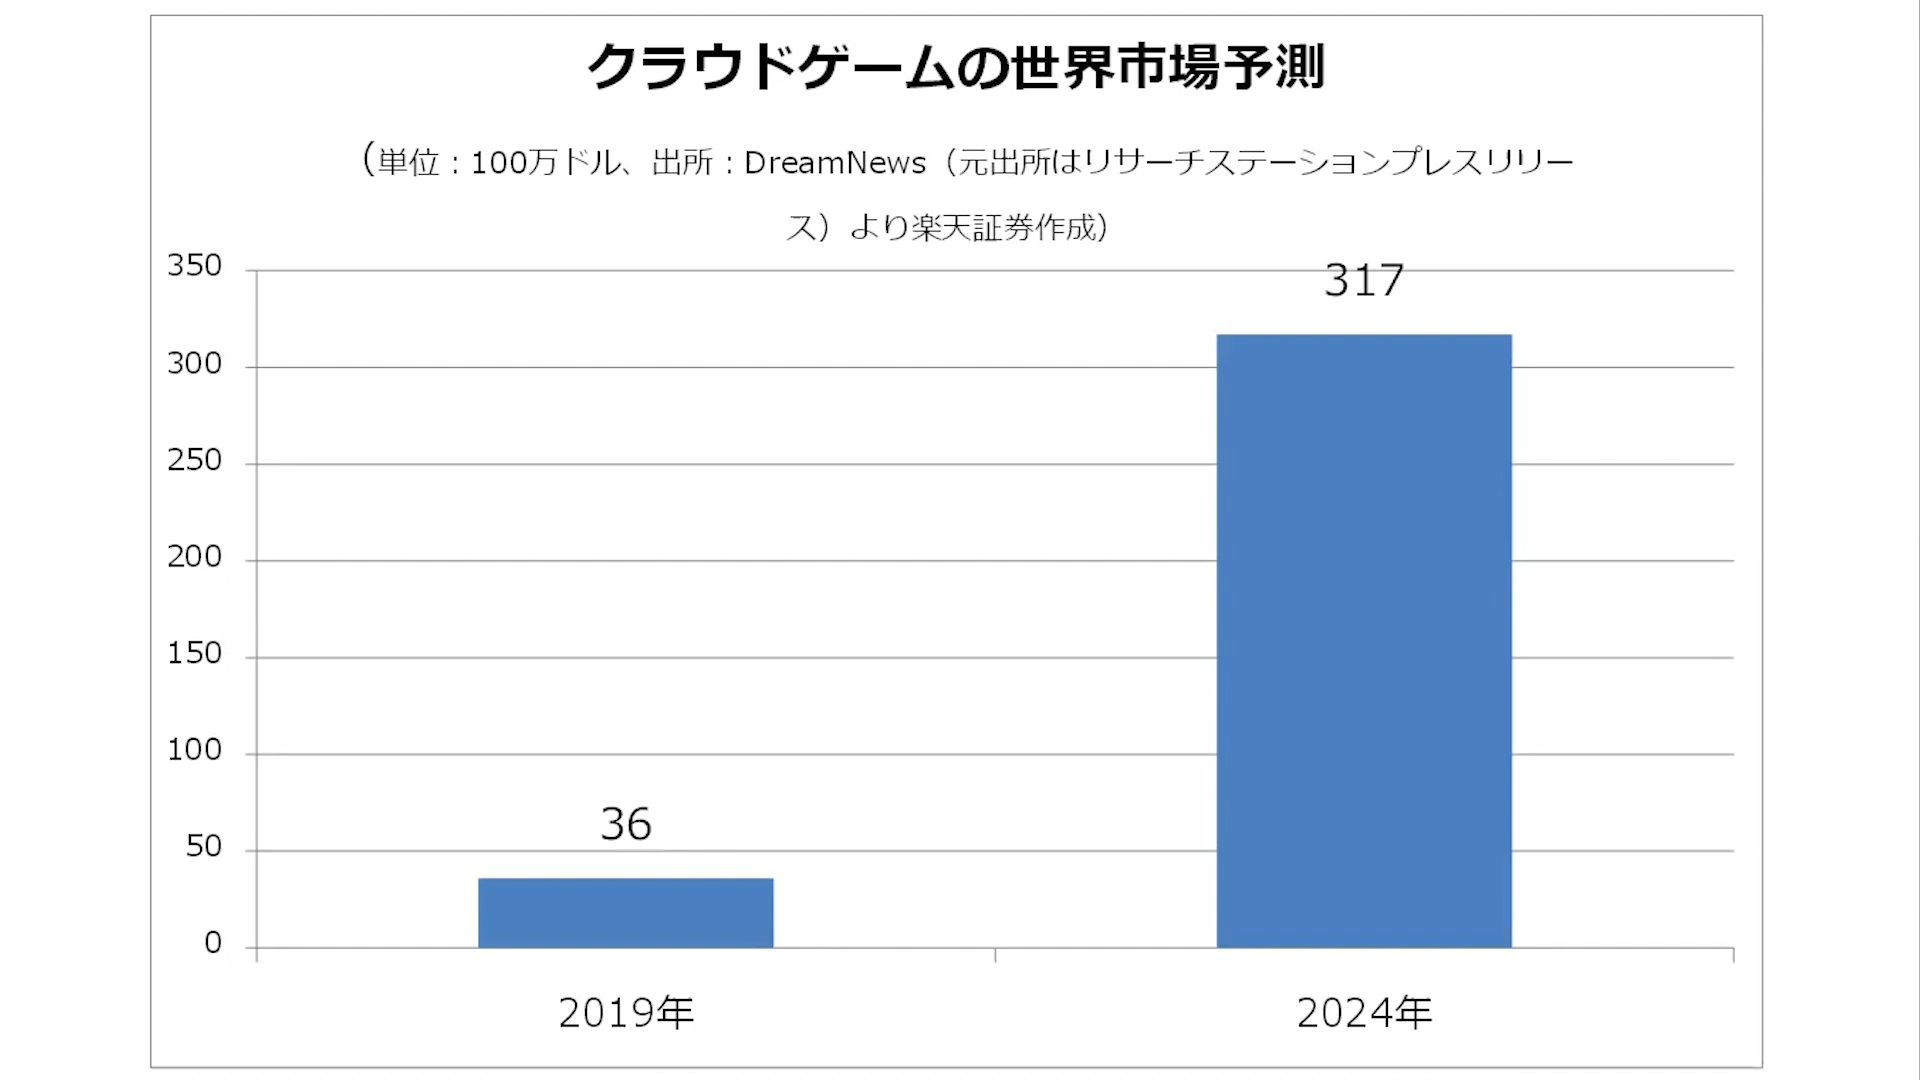 クラウドゲームの世界市場予測
（単位：100万ドル、出所：DreamNews（元出所はリサーチステーションプレスリリー
ス）より楽天証券作成）
350
300
250
200
150
100
50
0
317
36
2019年
2024年